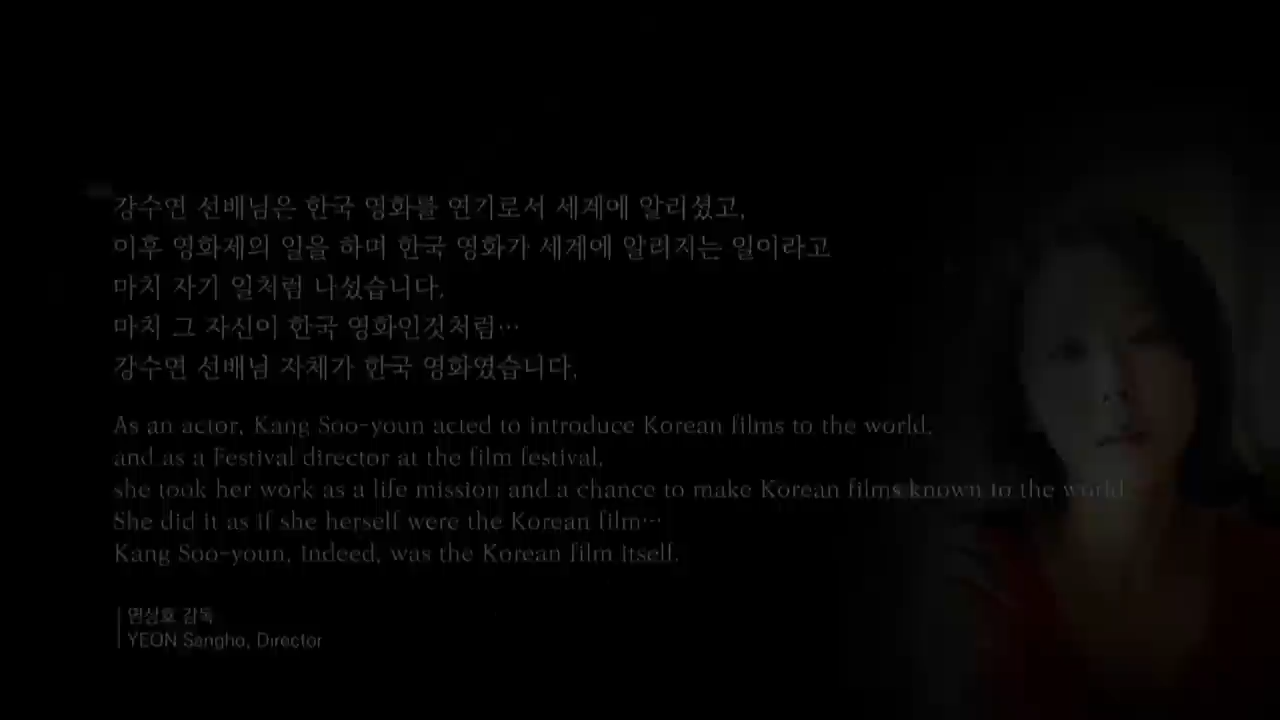 강수연 선배님은 한국 영화를 연기로서 세계에 알리셨고,
이후 영화제의 일을 하며 한국 영화가 세계에 알리지는 일이라고
마치 자기 일처럼 나섰습니다.
마치 그 자신이 한국 영화인것처럼…
강수연 선배님 자체가 한국 영화였습니다.
As an actor, Kang Soo-youn acted to introduce Korean films to the world,
and as a Festival director at the film festival,
she took her work as a life mission and a chance to make Korean films known to the world.
She did it as if she herself were the Korean film…
Kang Soo-youn, Indeed, was the Korean film itself.
연상호 감독
YEON Sangho, Director